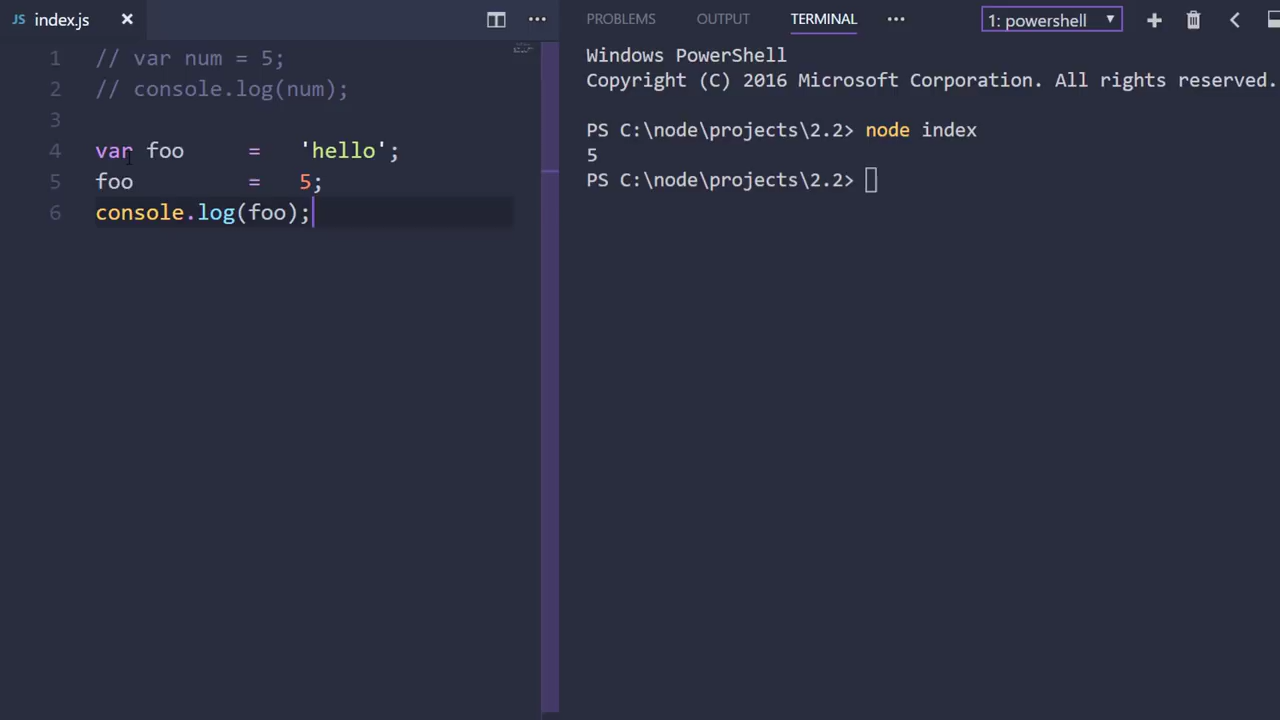 JS index.js ×
1 // var num = 5;
2 // console.log(num);
3
4 var foo     =   'hello';
5 foo         =   5;
6 console.log(foo);
PROBLEMS OUTPUT TERMINAL ••• 1: powershell
Windows PowerShell
Copyright (C) 2016 Microsoft Corporation. All rights reserved.
PS C:\node\projects\2.2> node index
5
PS C:\node\projects\2.2>